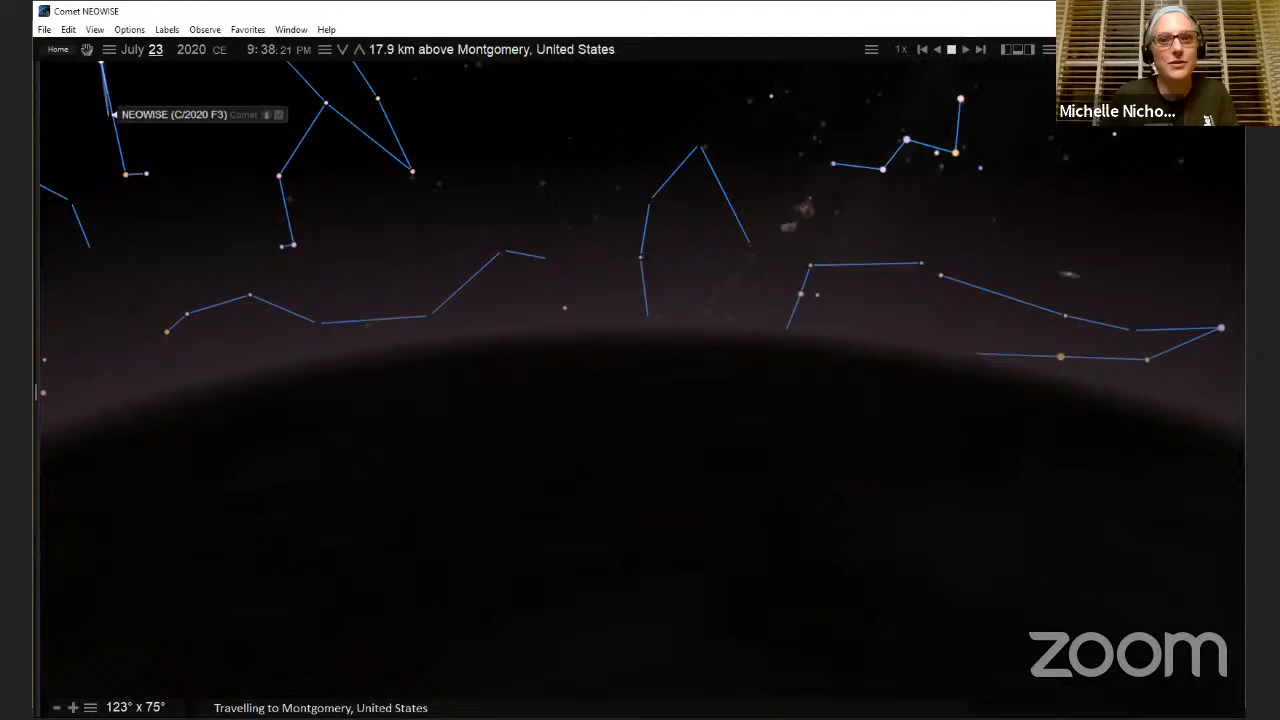 Comet NEOWISE
File Edit View Options Labels Observe Favorites Window Help
Home July 23 2020 CE 9:38:21 PM 17.9 km above Montgomery, United States 1x
Michelle Nicho...
NEOWISE (C/2020 F3) Comet
zoom
123° x 75° Travelling to Montgomery, United States